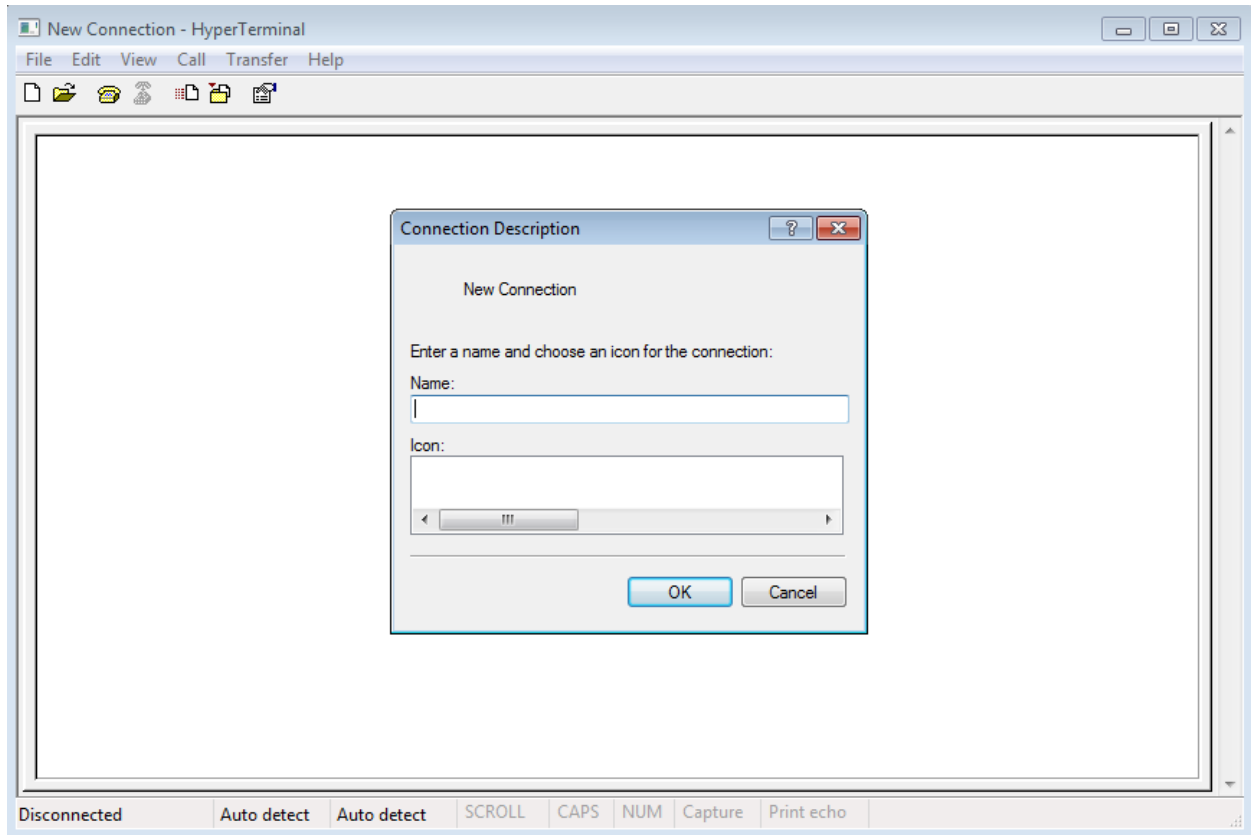 New Connection - HyperTerminal
File Edit View Call Transfer Help
Connection Description
New Connection
Enter a name and choose an icon for the connection:
Name:
Icon:
OK Cancel
Disconnected Auto detect Auto detect SCROLL CAPS NUM Capture Print echo